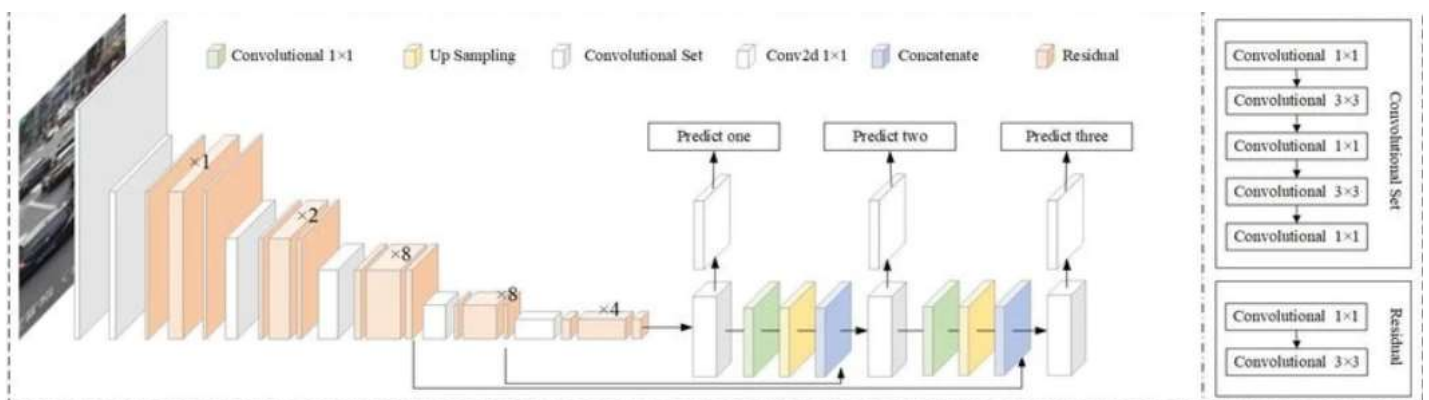 Convolutional 1×1
Up Sampling
Convolutional Set
Conv2d 1×1
Concatenate
Residual
Predict one
Predict two
Predict three
×1
×2
×8
×8
×4
Convolutional 1×1
Convolutional 3×3
Convolutional 1×1
Convolutional 3×3
Convolutional 1×1
Convolutional Set
Convolutional 1×1
Convolutional 3×3
Residual